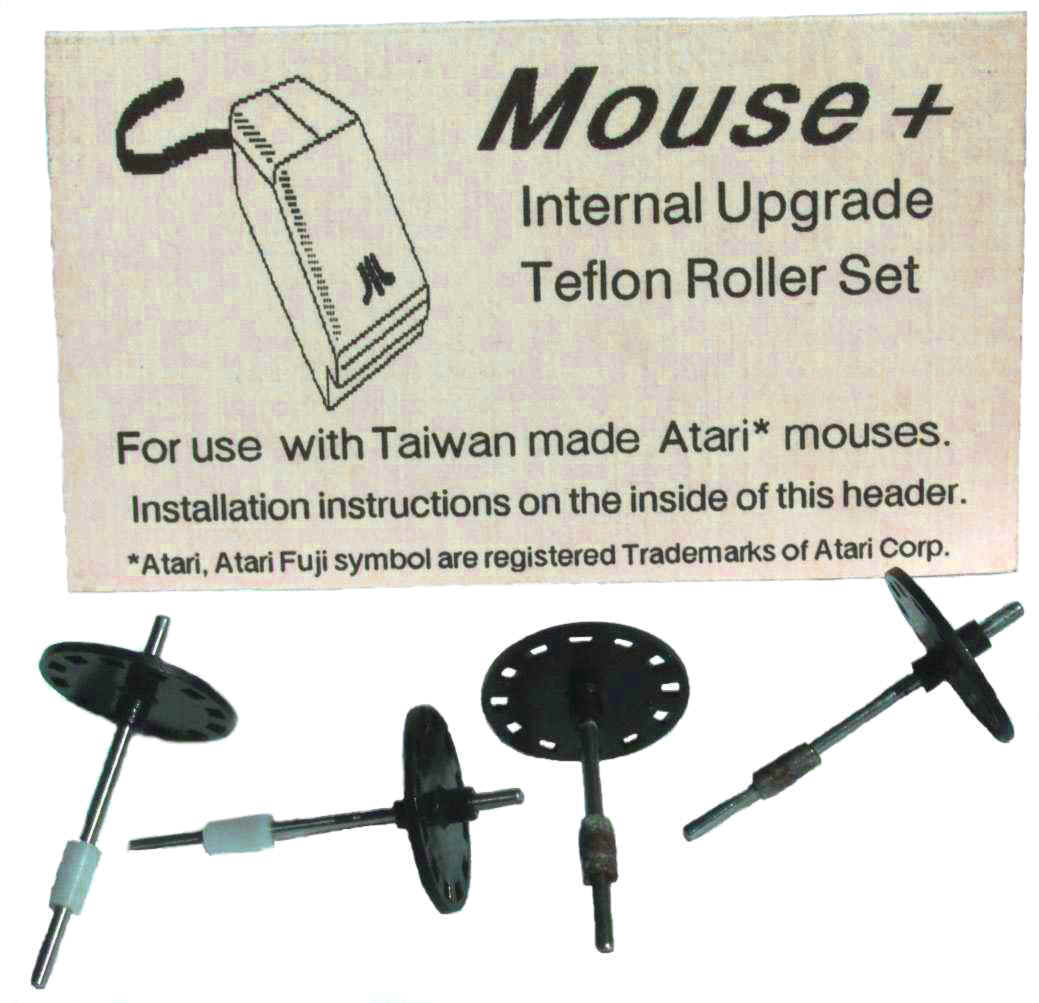 Mouse +
Internal Upgrade
Teflon Roller Set
For use with Taiwan made Atari* mouses.
Installation instructions on the inside of this header.
*Atari, Atari Fuji symbol are registered Trademarks of Atari Corp.